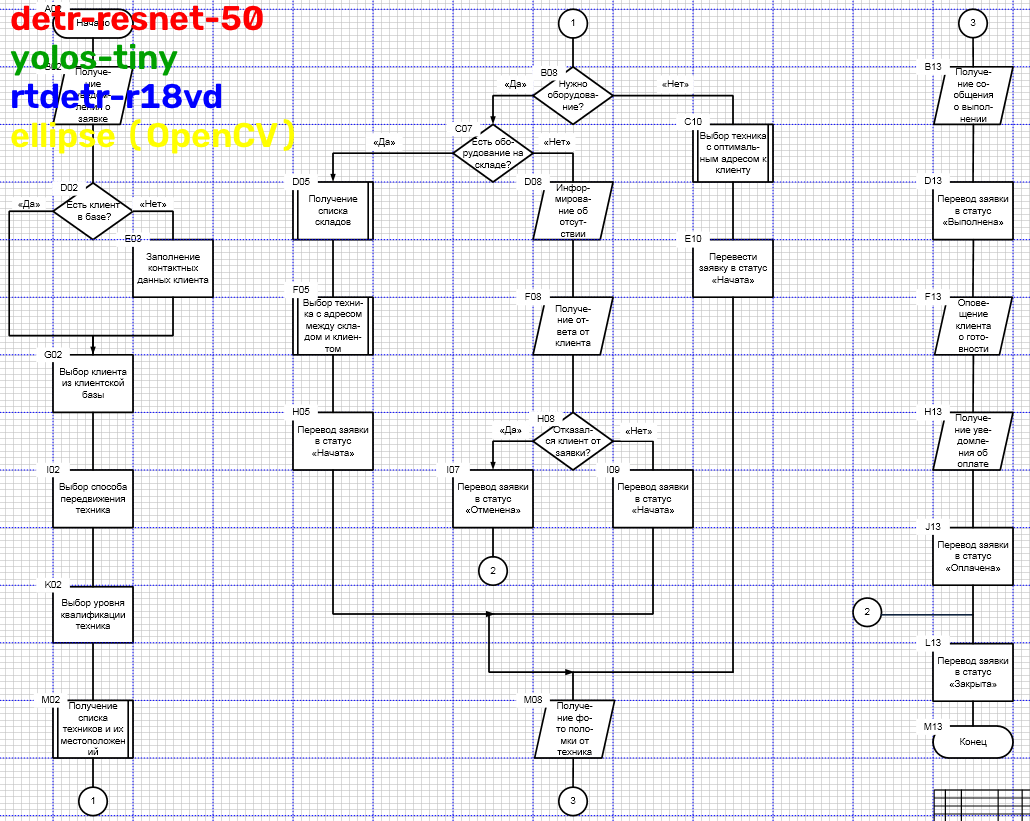 detr-resnet-50
yolos-tiny
rtdetr-r18vd
ellipse (OpenCV)
Получе-
ние
заявке
D02
Есть клиент
в базе?
«Да»
«Нет»
E03
Заполнение
контактных
данных клиента
G02
Выбор клиента
из клиентской
базы
I02
Выбор способа
передвижения
техника
K02
Выбор уровня
квалификации
техника
M02
Получение
списка
техников и их
местоположен
ий
1
1
B08
Нужно
оборудова-
ние?
«Да»
«Нет»
C07
Есть обо-
рудование на
складе?
«Да»
«Нет»
C10
Выбор техника
с оптималь-
ным адресом к
клиенту
D05
Получение
списка
складов
D08
Инфор-
мирова-
ние об
отсут-
ствии
E10
Перевести
заявку в статус
«Начата»
F05
Выбор техни-
ка с адресом
между скла-
дом и клиен-
том
F08
Получе-
ние от-
вета от
клиента
H05
Перевод заявки
в статус
«Начата»
H08
Отказал-
ся клиент от
заявки?
«Да»
«Нет»
I07
Перевод заявки
в статус
«Отменена»
I09
Перевод заявки
в статус
«Начата»
2
M08
Получе-
ние фо-
то поло-
мки от
техника
3
3
B13
Получе-
ние со-
общения
о выпол-
нении
D13
Перевод заявки
в статус
«Выполнена»
F13
Опове-
щение
клиента
о гото-
вности
H13
Получе-
ние уве-
домле-
ния об
оплате
J13
Перевод заявки
в статус
«Оплачена»
2
L13
Перевод заявки
в статус
«Закрыта»
M13
Конец